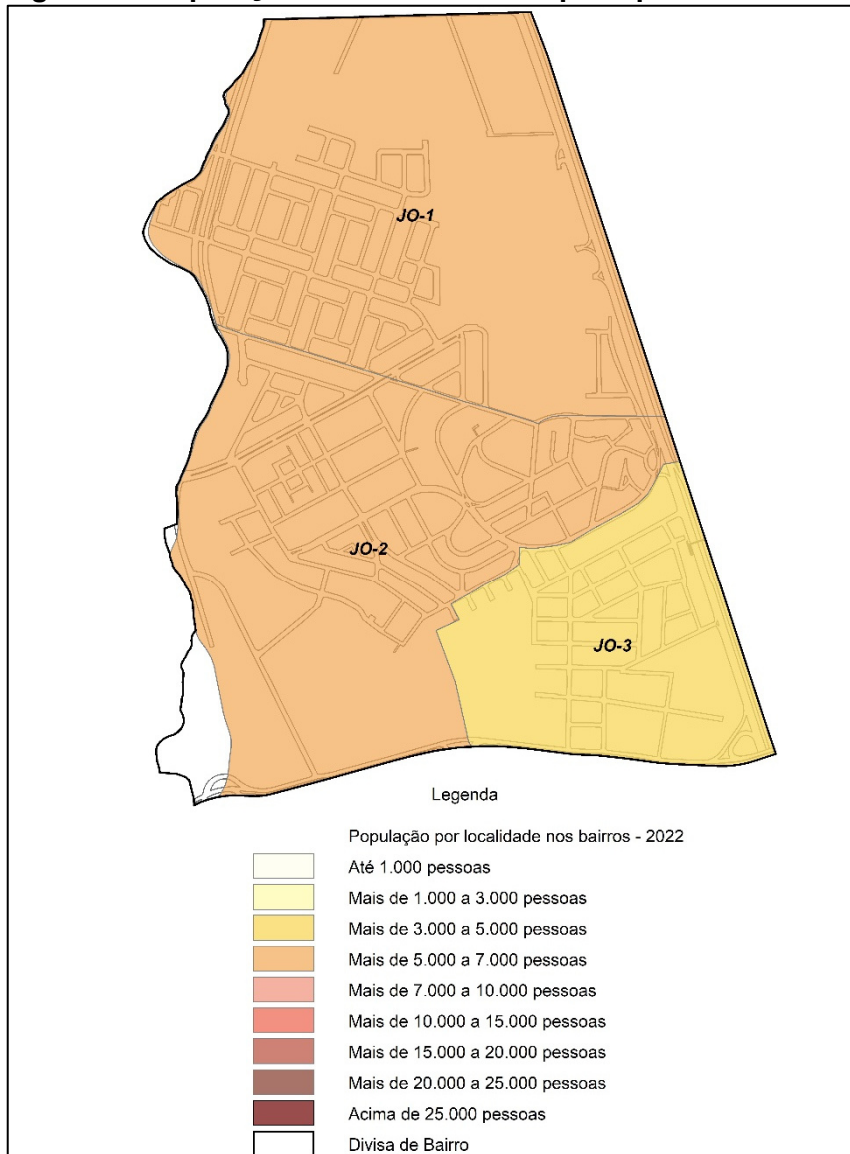 JO-1
JO-2
JO-3
Legenda
População por localidade nos bairros - 2022
Até 1.000 pessoas
Mais de 1.000 a 3.000 pessoas
Mais de 3.000 a 5.000 pessoas
Mais de 5.000 a 7.000 pessoas
Mais de 7.000 a 10.000 pessoas
Mais de 10.000 a 15.000 pessoas
Mais de 15.000 a 20.000 pessoas
Mais de 20.000 a 25.000 pessoas
Acima de 25.000 pessoas
Divisa de Bairro